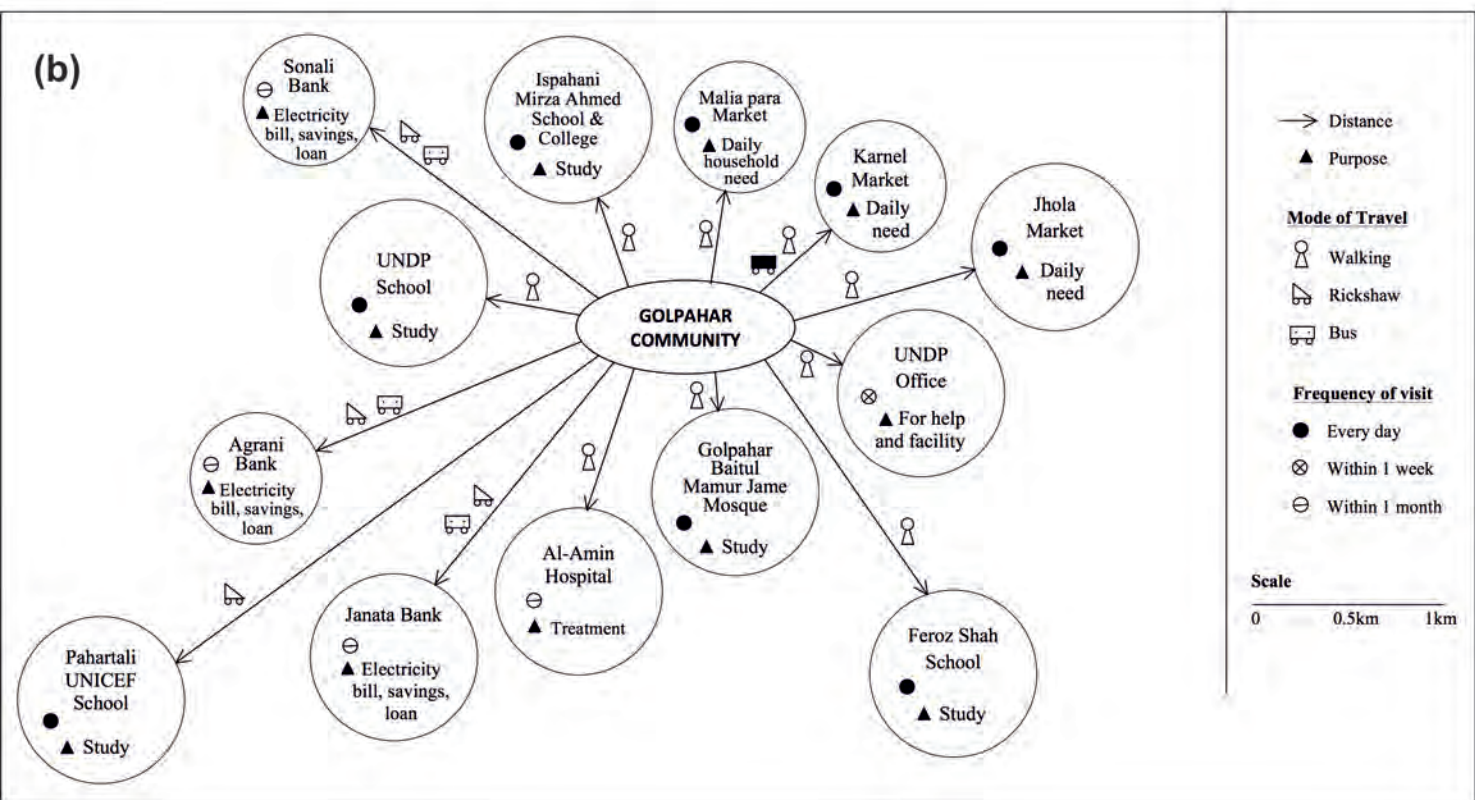 (b)
Sonali
Bank
Electricity
bill, savings,
loan
Ispahani
Mirza Ahmed
School &
College
Study
Malia para
Market
Daily
household
need
Karnel
Market
Daily
need
Jhola
Market
Daily
need
UNDP
School
Study
GOLPAHAR
COMMUNITY
UNDP
Office
For help
and facility
Agrani
Bank
Electricity
bill, savings,
loan
Golpahar
Baitul
Mamur Jame
Mosque
Study
Al-Amin
Hospital
Treatment
Janata Bank
Electricity
bill, savings,
loan
Pahartali
UNICEF
School
Study
Feroz Shah
School
Study
Distance
Purpose
Mode of Travel
Walking
Rickshaw
Bus
Frequency of visit
Every day
Within 1 week
Within 1 month
Scale
0 0.5km 1km